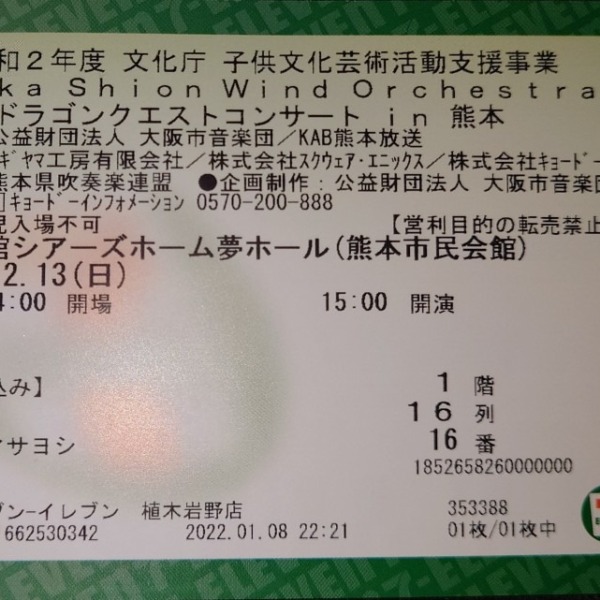 和2年度 文化庁 子供文化芸術活動支援事業
ka Shion Wind Orchestra
ドラゴンクエストコンサート in 熊本
公益財団法人 大阪市音楽団/KAB熊本放送
ギヤマ工房有限会社/株式会社スクウェア・エニックス/株式会社キョードー
熊本県吹奏楽連盟 ●企画制作:公益財団法人 大阪市音楽団
]キョードーインフォメーション 0570-200-888
児入場不可 【営利目的の転売禁止
館シアーズホーム夢ホール(熊本市民会館)
2.13(日)
4:00 開場 15:00 開演
込み】 1 階
16 列
マサヨシ 16 番
1852658260000000
ブン-イレブン 植木岩野店 353388
662530342 2022.01.08 22:21 01枚/01枚中